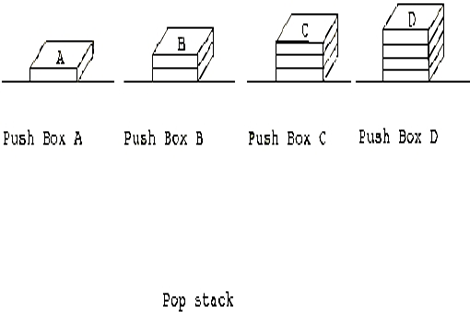 A
B
C
D
Push Box A
Push Box B
Push Box C
Push Box D
Pop stack